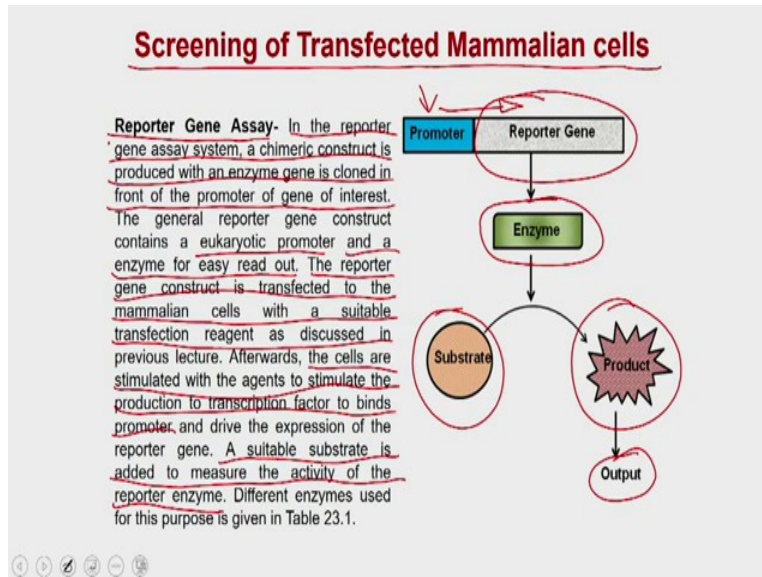 Screening of Transfected Mammalian cells
Reporter Gene Assay- In the reporter
gene assay system, a chimeric construct is
produced with an enzyme gene is cloned in
front of the promoter of gene of interest.
The general reporter gene construct
contains a eukaryotic promoter and a
enzyme for easy read out. The reporter
gene construct is transfected to the
mammalian cells with a suitable
transfection reagent as discussed in
previous lecture. Afterwards, the cells are
stimulated with the agents to stimulate the
production to transcription factor to binds
promoter and drive the expression of the
reporter gene. A suitable substrate is
added to measure the activity of the
reporter enzyme. Different enzymes used
for this purpose is given in Table 23.1.
Promoter
Reporter Gene
Enzyme
Substrate
Product
Output